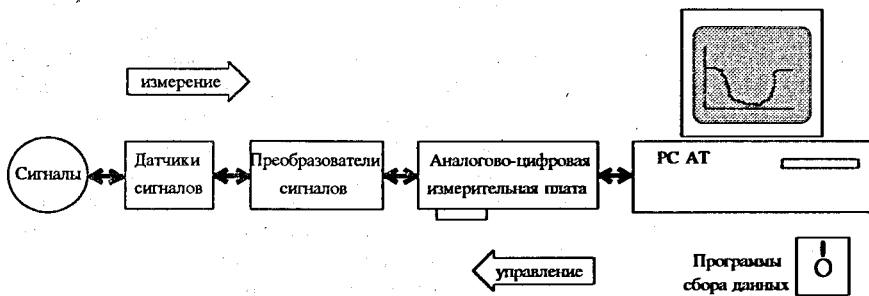 измерение
Сигналы
Датчики
сигналов
Преобразователи
сигналов
Аналогово-цифровая
измерительная плата
PC AT
управление
Программы
сбора данных